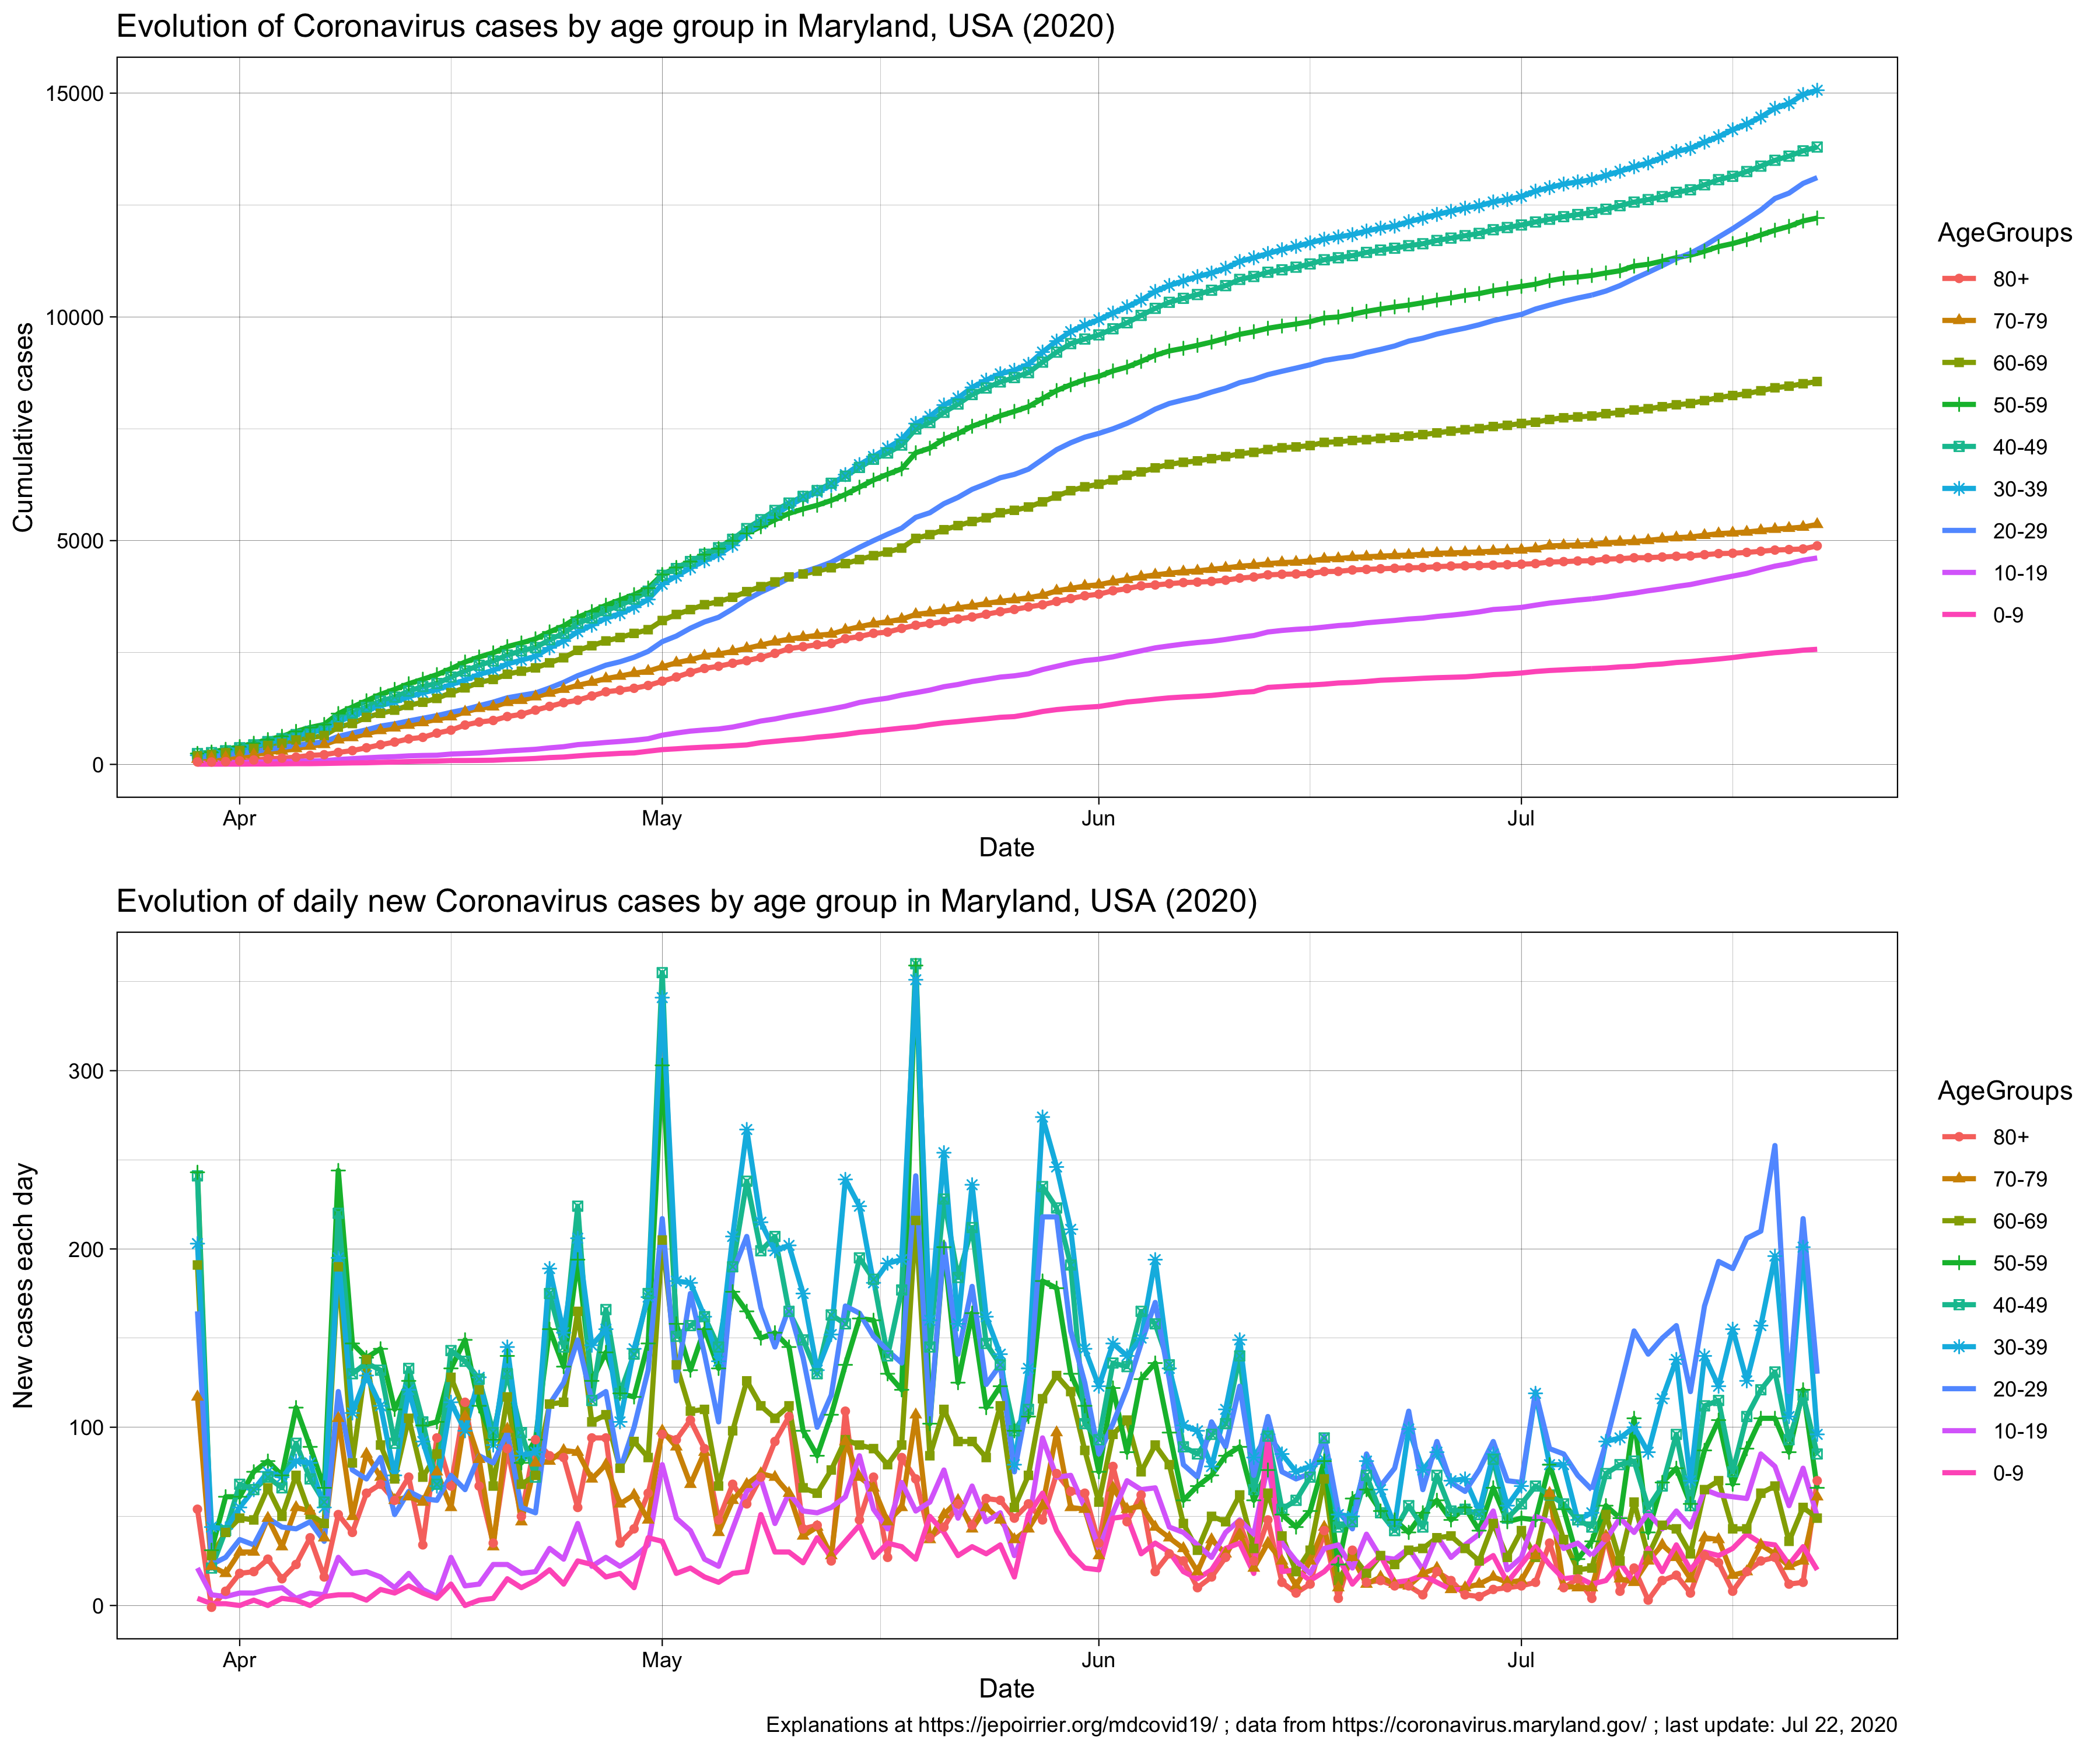 Evolution of Coronavirus cases by age group in Maryland, USA (2020)
Cumulative cases
15000
10000
5000
0
Apr
May
Jun
Jul
Date
AgeGroups
80+
70-79
60-69
50-59
40-49
30-39
20-29
10-19
0-9
Evolution of daily new Coronavirus cases by age group in Maryland, USA (2020)
New cases each day
300
200
100
0
Apr
May
Jun
Jul
Date
AgeGroups
80+
70-79
60-69
50-59
40-49
30-39
20-29
10-19
0-9
Explanations at https://jepoirrier.org/mdcovid19/ ; data from https://coronavirus.maryland.gov/ ; last update: Jul 22, 2020